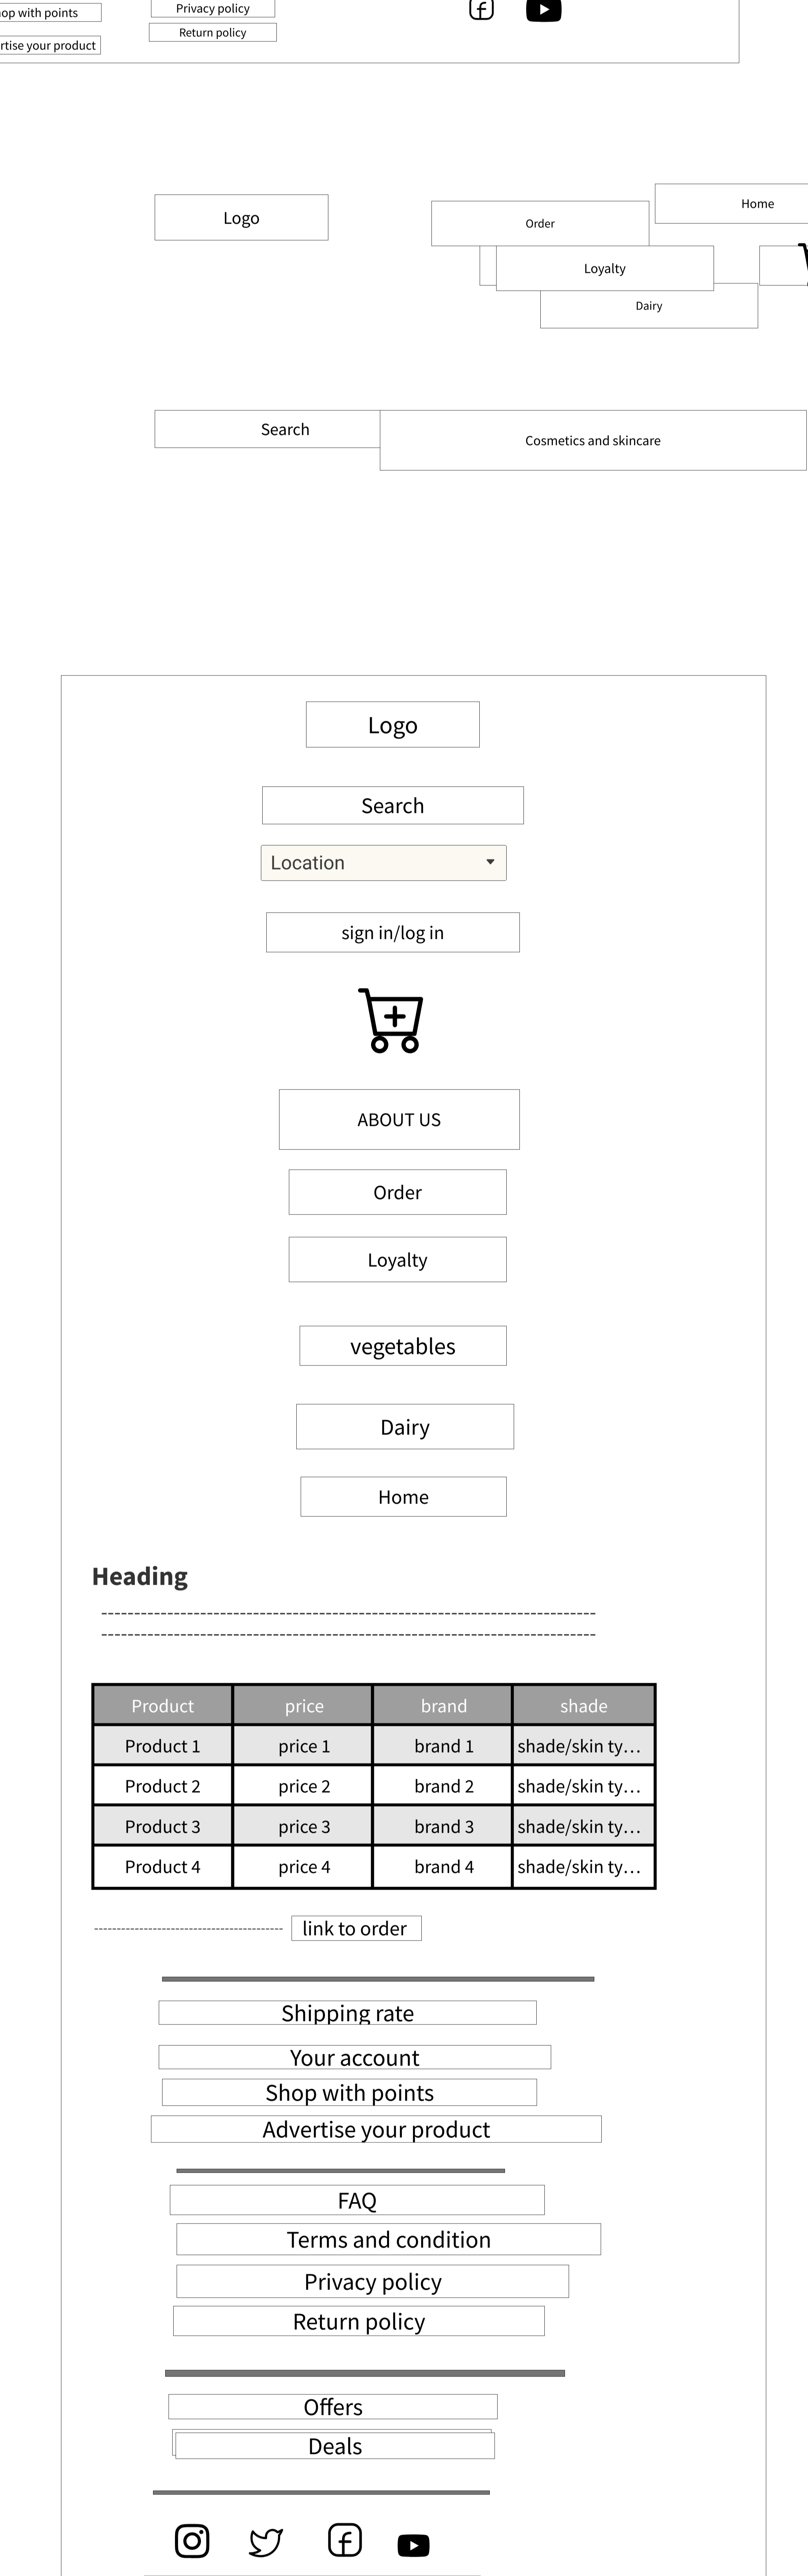 op with points
Privacy policy
rtise your product
Return policy
Logo
Order
Home
Loyalty
Dairy
Search
Cosmetics and skincare
Logo
Search
Location
sign in/log in
ABOUT US
Order
Loyalty
vegetables
Dairy
Home
Heading
Product price brand shade
Product 1 price 1 brand 1 shade/skin ty...
Product 2 price 2 brand 2 shade/skin ty...
Product 3 price 3 brand 3 shade/skin ty...
Product 4 price 4 brand 4 shade/skin ty...
link to order
Shipping rate
Your account
Shop with points
Advertise your product
FAQ
Terms and condition
Privacy policy
Return policy
Offers
Deals